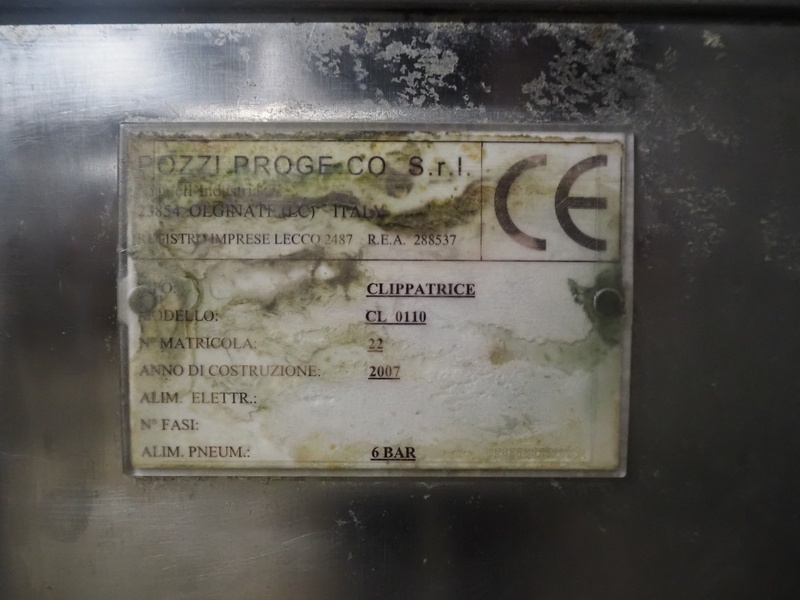 POZZI PROGE.CO S.r.l.
23854 OLGINATE (LC) ITALY
REGISTRO IMPRESE LECCO 2487 R.E.A. 288537
CE
TIPO: CLIPPATRICE
MODELLO: CL 0110
N° MATRICOLA: 22
ANNO DI COSTRUZIONE: 2007
ALIM. ELETTR.:
N° FASI:
ALIM. PNEUM.: 6 BAR